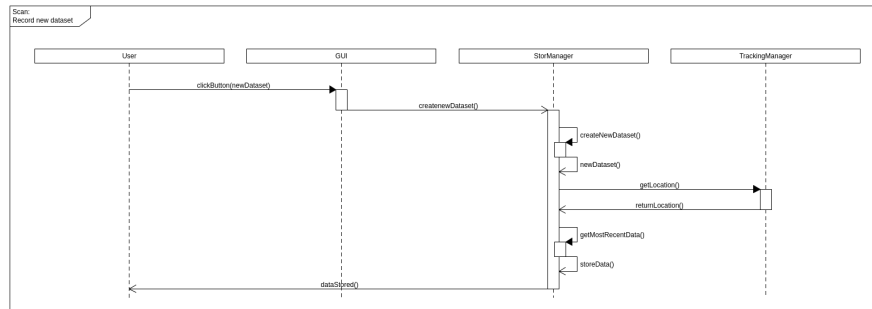 Scan:
Record new dataset
User
GUI
StorManager
TrackingManager
clickButton(newDataset)
createnewDataset()
createNewDataset()
newDataset()
getLocation()
returnLocation()
getMostRecentData()
storeData()
dataStored()